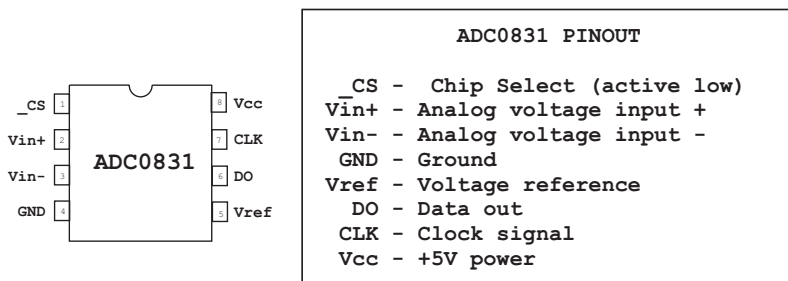 _CS 1
Vin+ 2
Vin- 3
GND 4
ADC0831
8 Vcc
7 CLK
6 DO
5 Vref
ADC0831 PINOUT
_CS - Chip Select (active low)
Vin+ - Analog voltage input +
Vin- - Analog voltage input -
GND - Ground
Vref - Voltage reference
DO - Data out
CLK - Clock signal
Vcc - +5V power